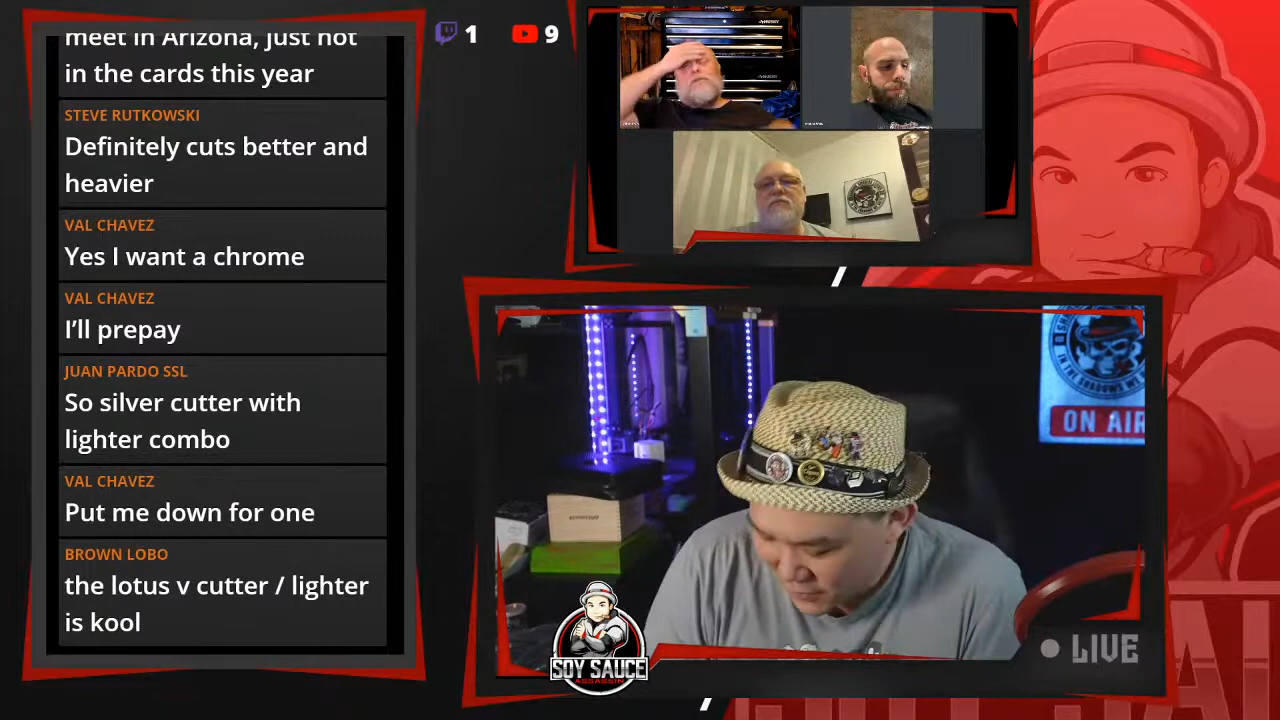 meet in Arizona, just not
in the cards this year
STEVE RUTKOWSKI
Definitely cuts better and
heavier
VAL CHAVEZ
Yes I want a chrome
VAL CHAVEZ
I'll prepay
JUAN PARDO SSL
So silver cutter with
lighter combo
VAL CHAVEZ
Put me down for one
BROWN LOBO
the lotus v cutter / lighter
is kool
1
9
ON AIR
LIVE
SOY SAUCE
ASSASSIN